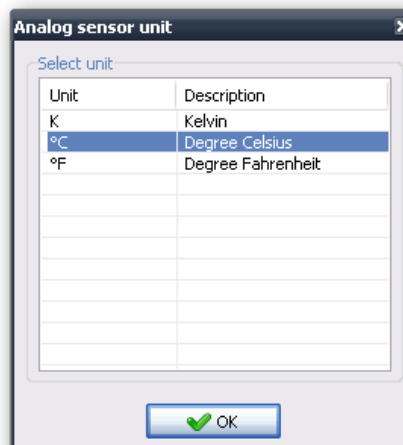 Analog sensor unit
Select unit
Unit Description
K Kelvin
°C Degree Celsius
°F Degree Fahrenheit
OK